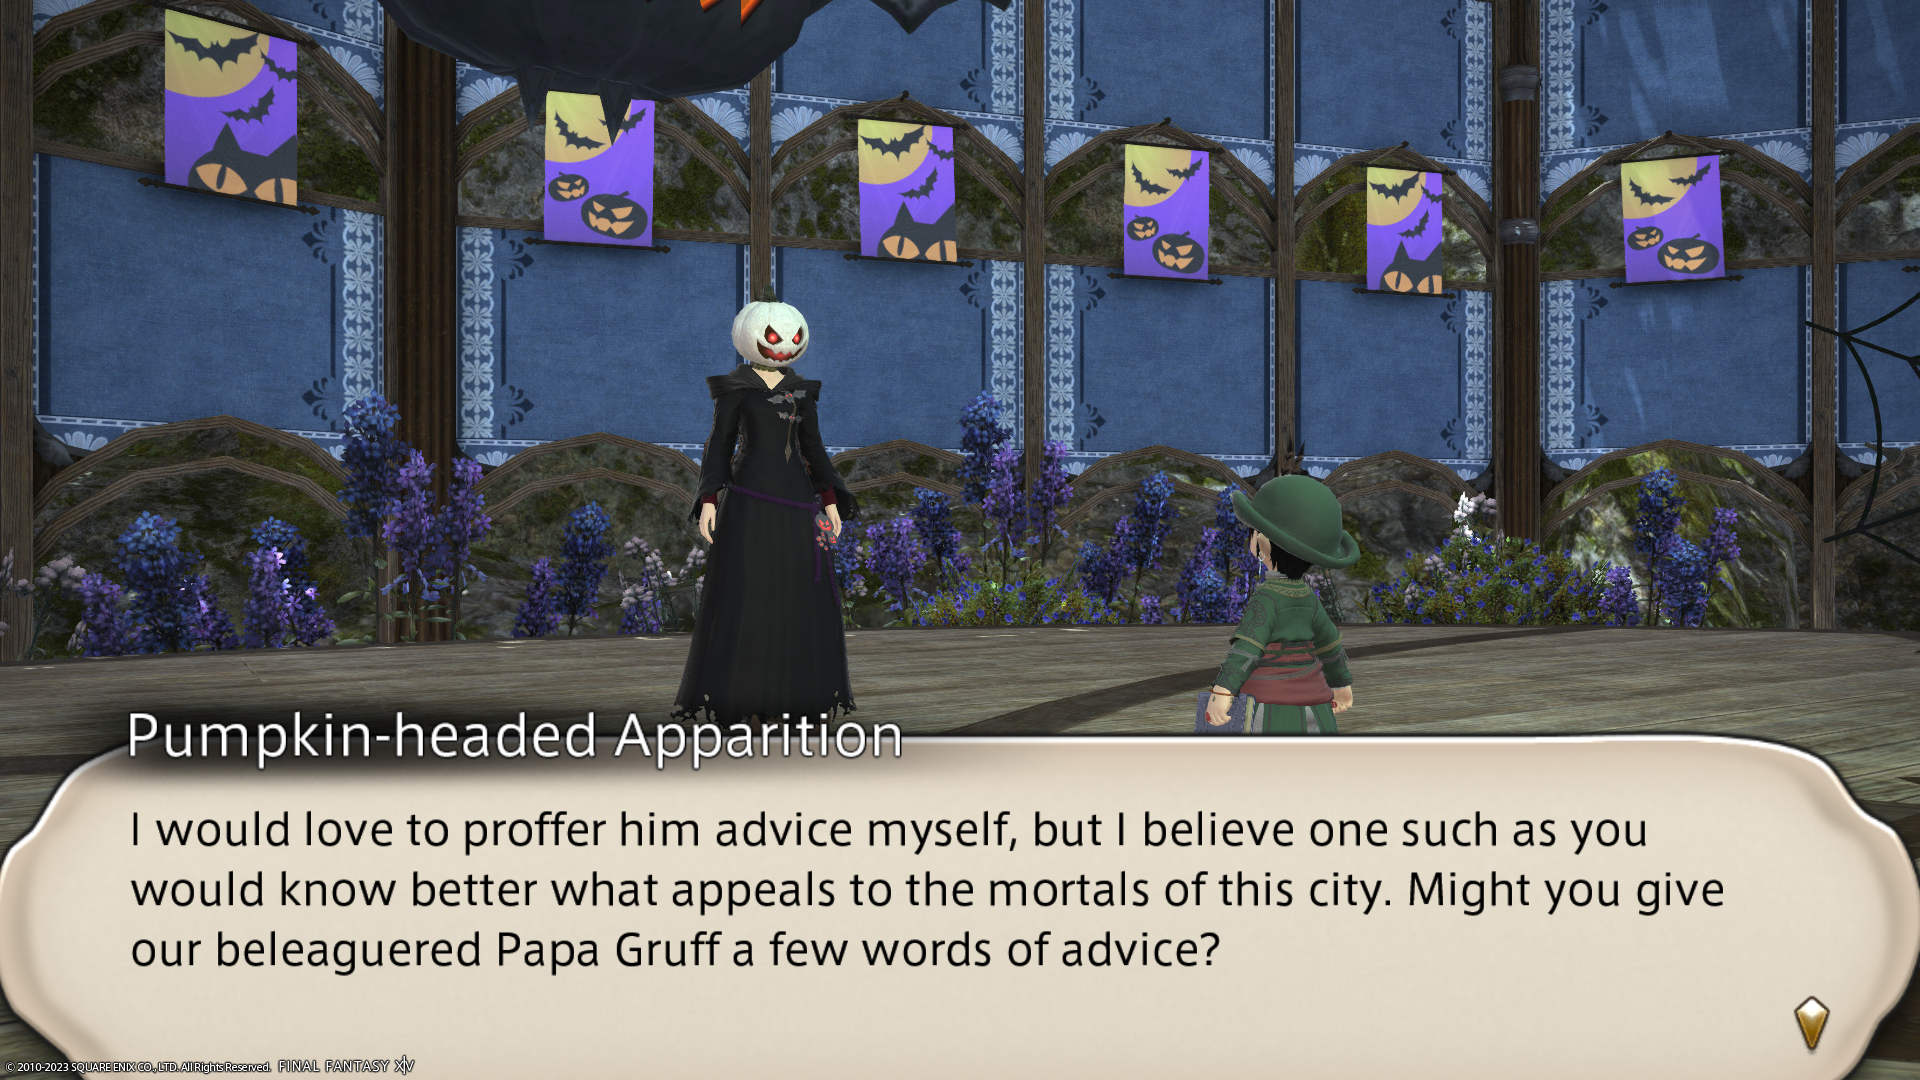 Pumpkin-headed Apparition
I would love to proffer him advice myself, but I believe one such as you
would know better what appeals to the mortals of this city. Might you give
our beleaguered Papa Gruff a few words of advice?
© 2010-2023 SQUARE ENIX CO., LTD. All Rights Reserved. FINAL FANTASY XIV